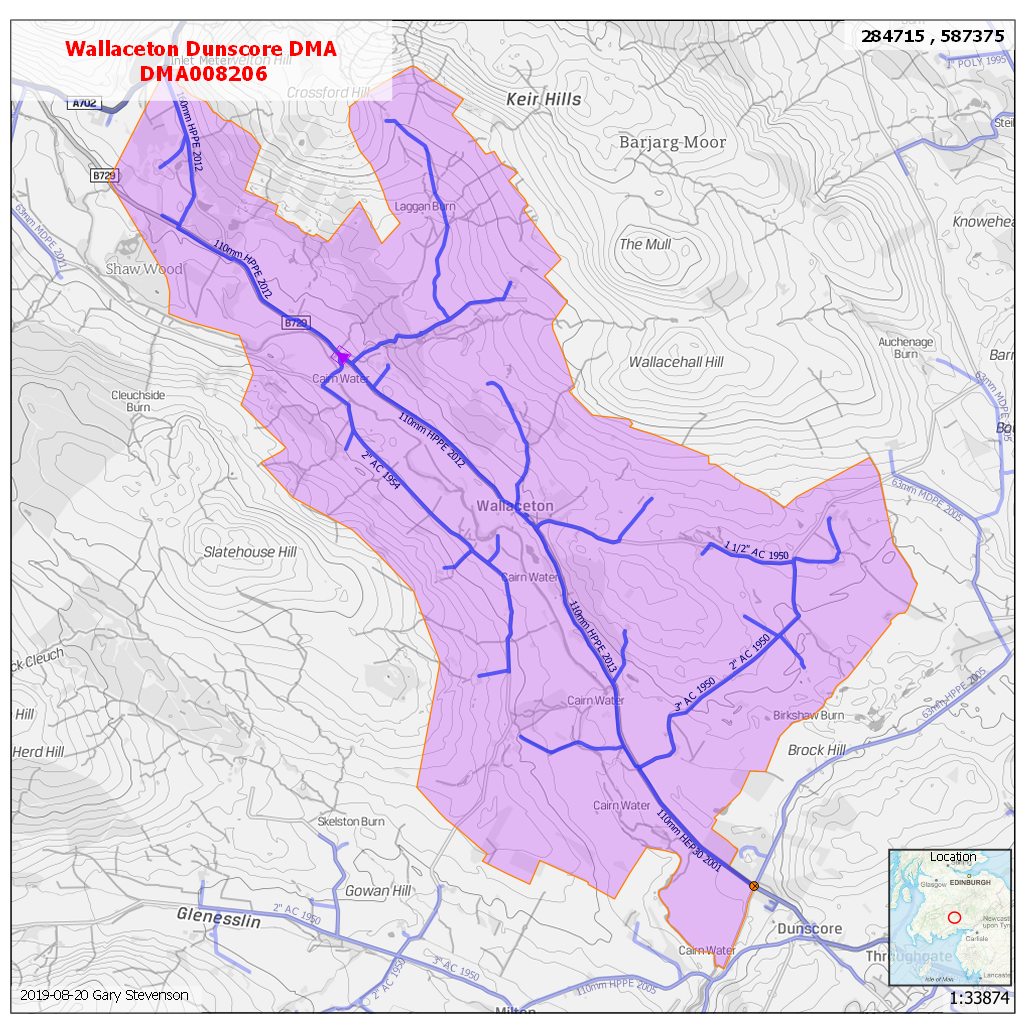 Wallaceton Dunscore DMA
DMA008206
284715 , 587375
Inlet Meter
Crossford Hill
A702
160mm HPPE 2012
Keir Hills
Barjarg Moor
1" POLY 1995
B729
63mm MDPE 2011
Shaw Wood
Laggan Burn
110mm HPPE 2012
The Mull
B729
Cairn Water
Wallacehall Hill
Auchenage
Burn
63mm MDPE 2005
Cleuchside
Burn
110mm HPPE 2012
2" AC 1954
Wallaceton
63mm MDPE 2005
Slatehouse Hill
Cairn Water
1 1/2" AC 1950
110mm HPPE 2013
2" AC 1950
3" AC 1950
Cairn Water
Birkshaw Burn
63mm HPPE 2005
Brock Hill
ck Cleuch
Hill
Herd Hill
Cairn Water
110mm HEP30 2001
Skelston Burn
Gowan Hill
Glenesslin
2" AC 1950
3" AC 1950
2" AC 1950
Cairn Water
Dunscore
Throughgate
110mm HPPE 2005
Milton
Location
Glasgow
EDINBURGH
Newcastle
upon Tyn
Carlisle
Isle of Man
Lancaster
2019-08-20 Gary Stevenson
1:33874